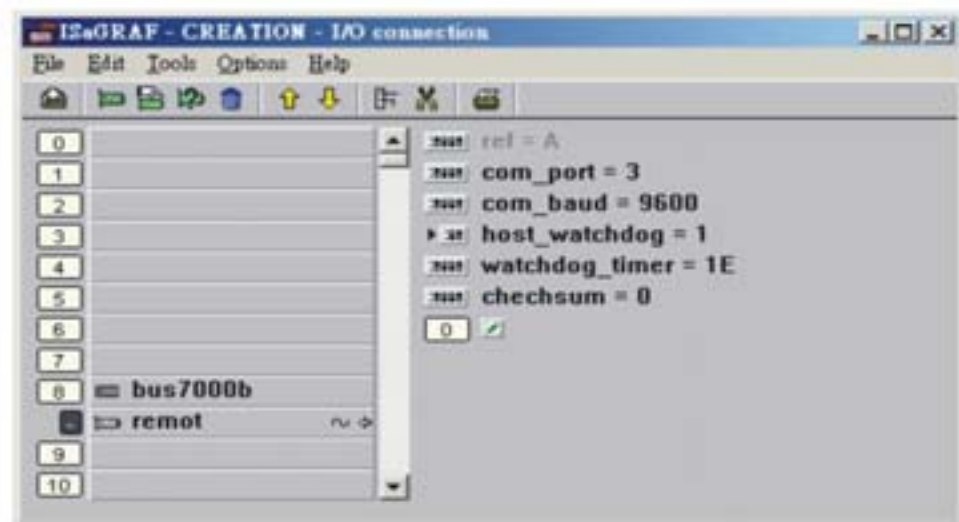 ISaGRAF - CREATION - I/O connection
File Edit Tools Options Help
0
1
2
3
4
5
6
7
8 bus7000b
remot
9
10
ref = A
com_port = 3
com_baud = 9600
host_watchdog = 1
watchdog_timer = 1E
chechsum = 0
0